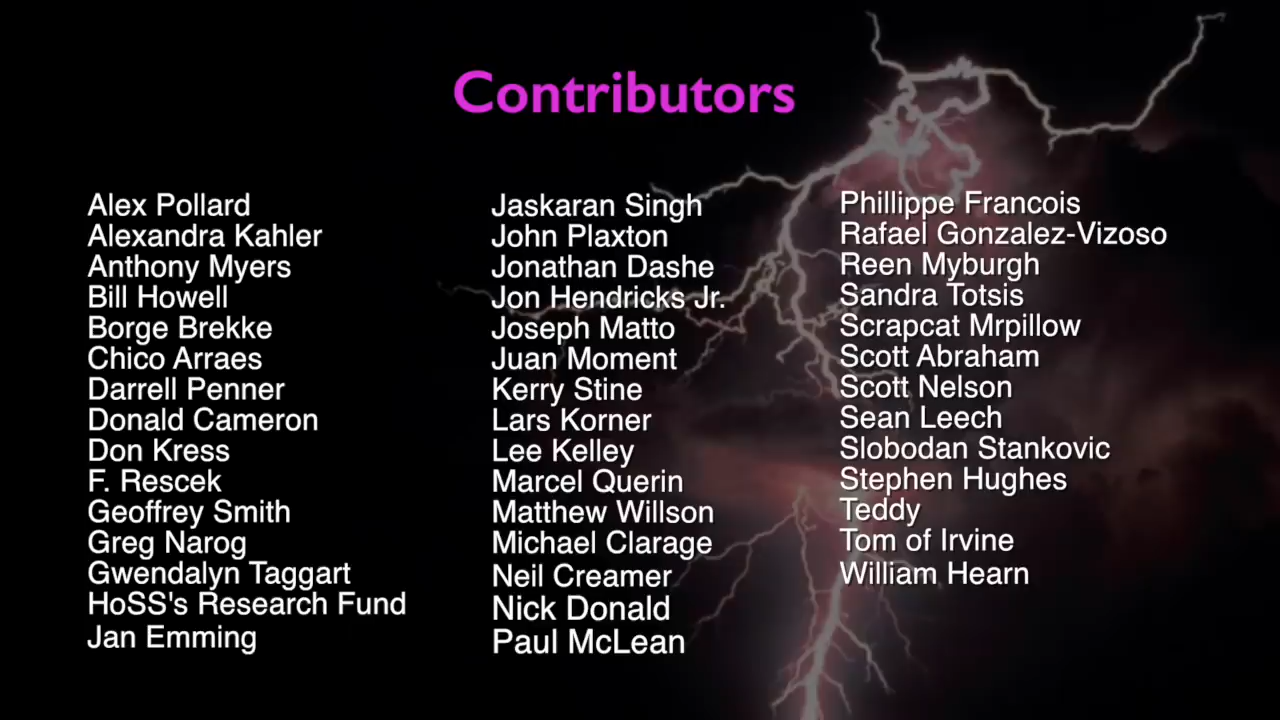 Contributors
Alex Pollard
Alexandra Kahler
Anthony Myers
Bill Howell
Borge Brekke
Chico Arraes
Darrell Penner
Donald Cameron
Don Kress
F. Rescek
Geoffrey Smith
Greg Narog
Gwendalyn Taggart
HoSS's Research Fund
Jan Emming
Jaskaran Singh
John Plaxton
Jonathan Dashe
Jon Hendricks Jr.
Joseph Matto
Juan Moment
Kerry Stine
Lars Korner
Lee Kelley
Marcel Querin
Matthew Willson
Michael Clarage
Neil Creamer
Nick Donald
Paul McLean
Phillippe Francois
Rafael Gonzalez-Vizoso
Reen Myburgh
Sandra Totsis
Scrapcat Mrpillow
Scott Abraham
Scott Nelson
Sean Leech
Slobodan Stankovic
Stephen Hughes
Teddy
Tom of Irvine
William Hearn